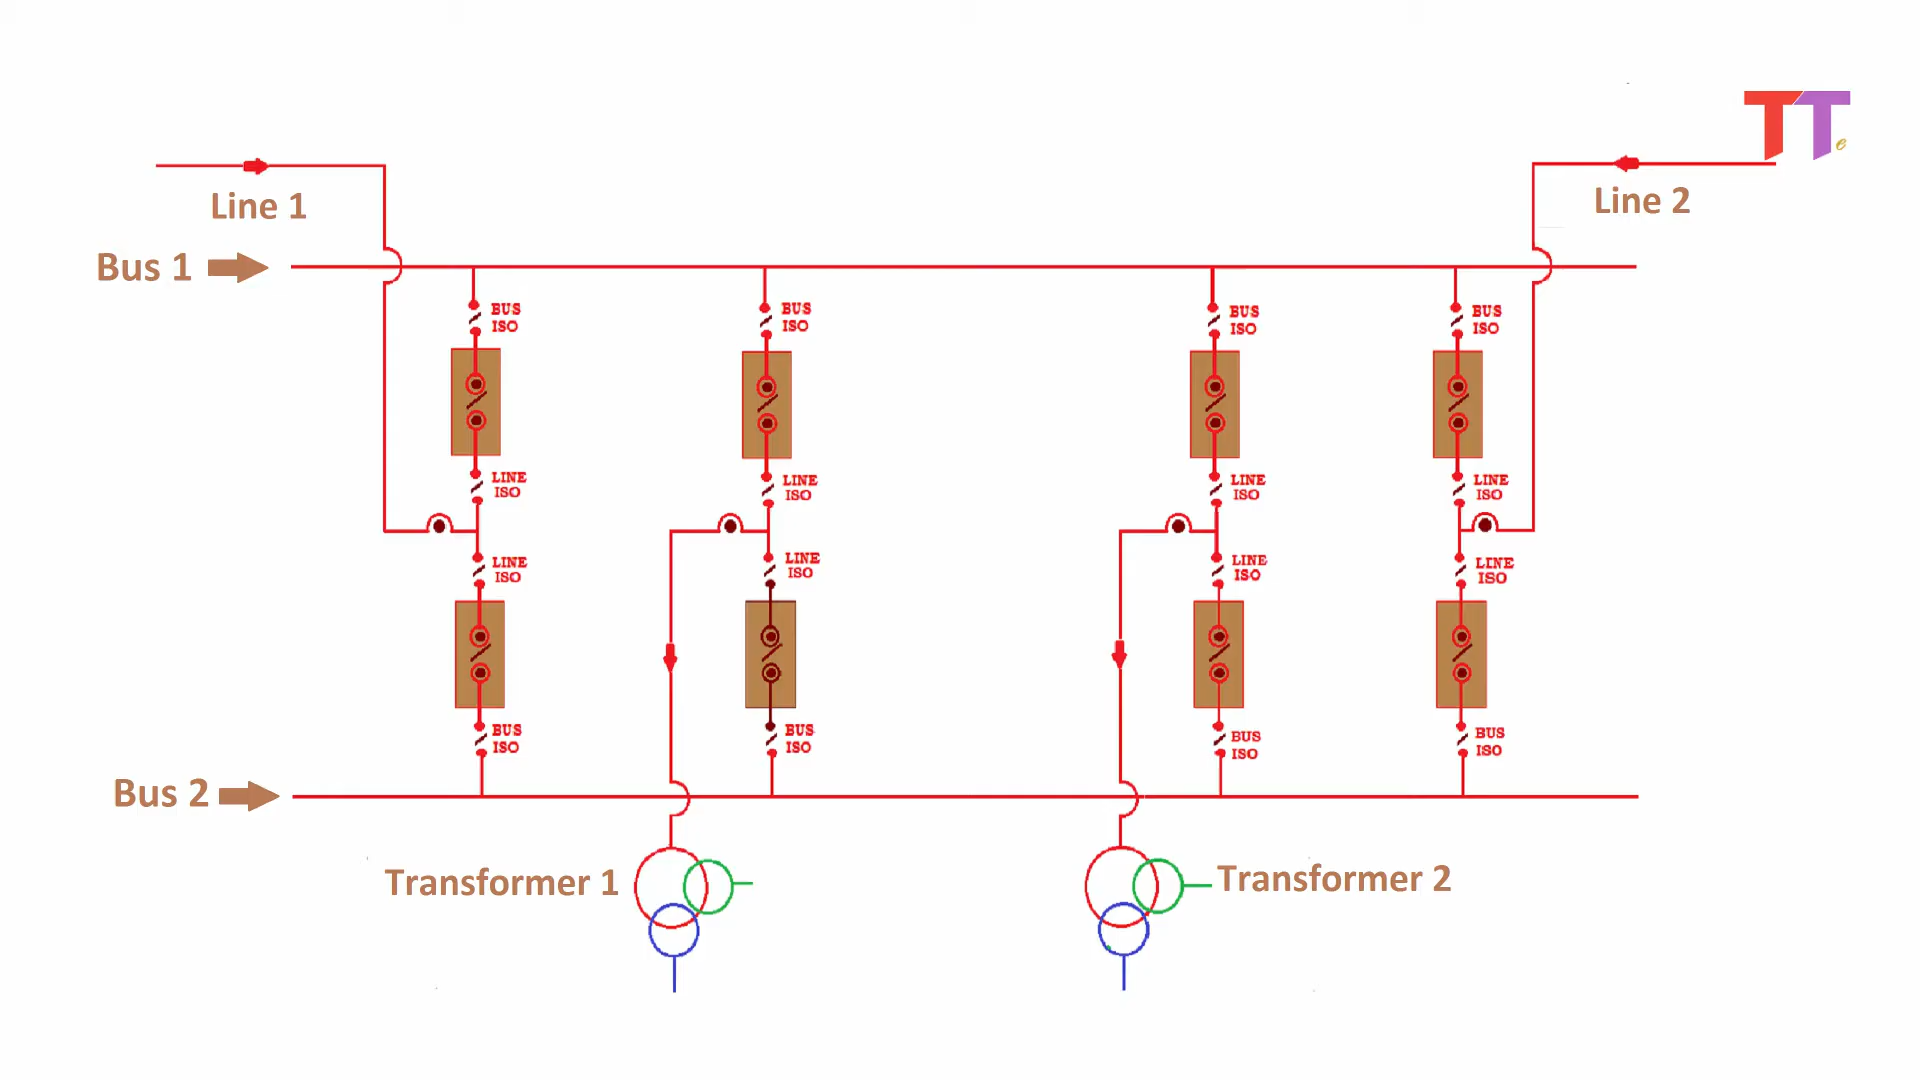 TTe
Line 1
Line 2
Bus 1
BUS
ISO
BUS
ISO
BUS
ISO
BUS
ISO
LINE
ISO
LINE
ISO
LINE
ISO
LINE
ISO
LINE
ISO
LINE
ISO
LINE
ISO
LINE
ISO
BUS
ISO
BUS
ISO
BUS
ISO
BUS
ISO
Bus 2
Transformer 1
Transformer 2